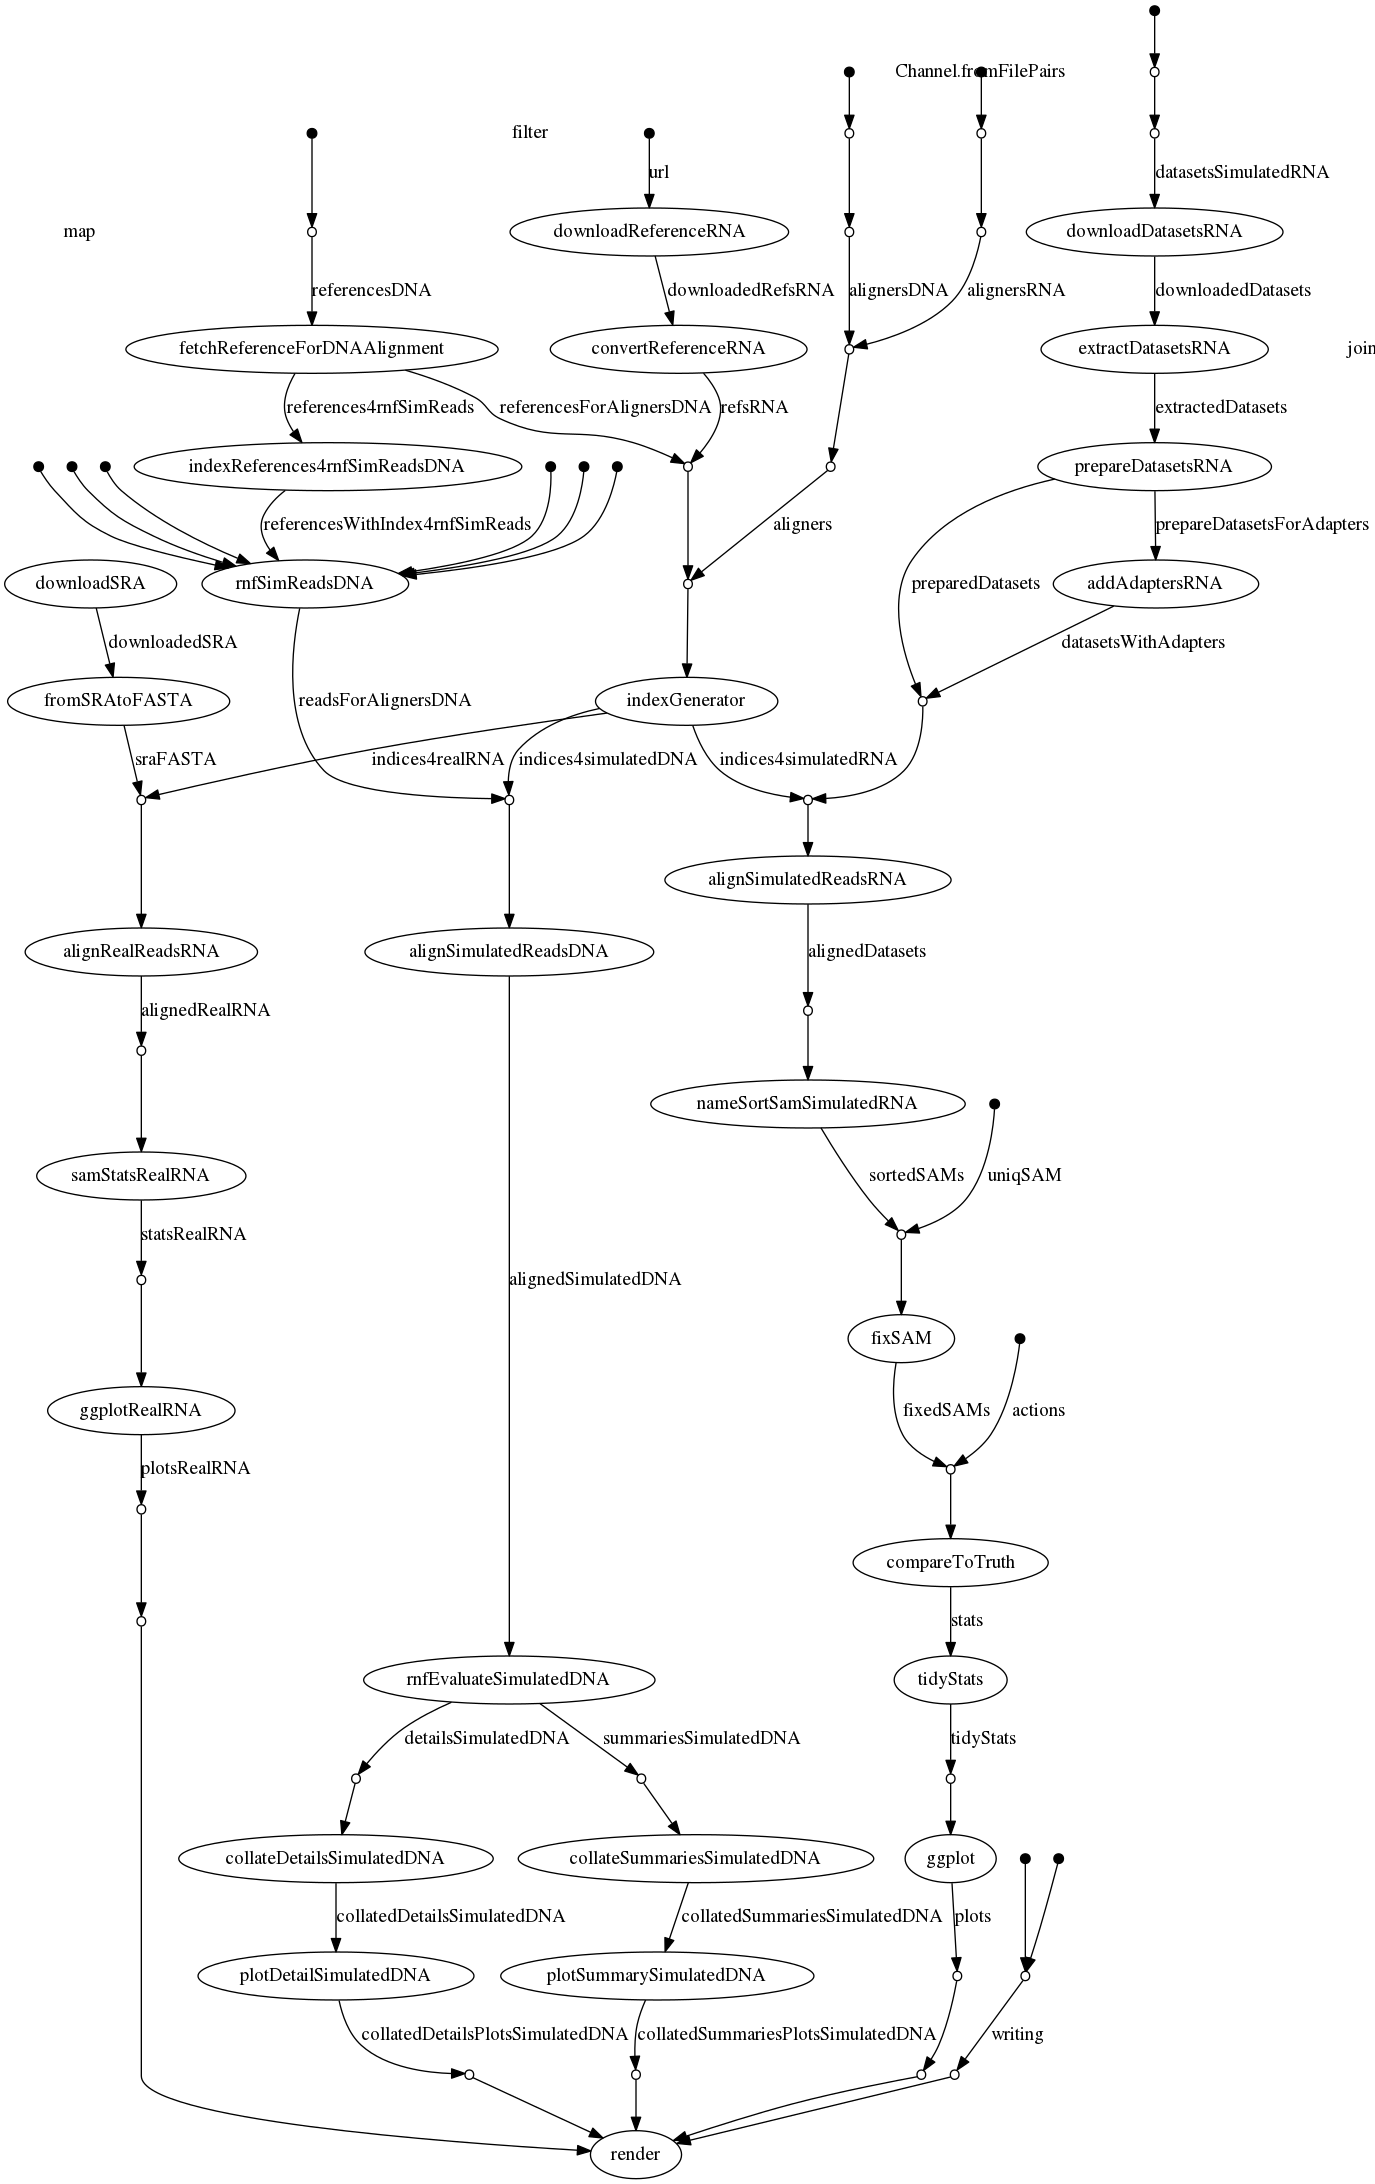 Channel.fromFilePairs
filter
url
datasetsSimulatedRNA
map
downloadReferenceRNA
downloadDatasetsRNA
referencesDNA
downloadedRefsRNA
alignersDNA
alignersRNA
downloadedDatasets
fetchReferenceForDNAAlignment
convertReferenceRNA
extractDatasetsRNA
join
references4rnfSimReads
referencesForAlignersDNA
refsRNA
extractedDatasets
indexReferences4rnfSimReadsDNA
prepareDatasetsRNA
referencesWithIndex4rnfSimReads
aligners
prepareDatasetsForAdapters
downloadSRA
rnfSimReadsDNA
preparedDatasets
addAdaptersRNA
downloadedSRA
datasetsWithAdapters
fromSRAtoFASTA
readsForAlignersDNA
indexGenerator
sraFASTA
indices4realRNA
indices4simulatedDNA
indices4simulatedRNA
alignSimulatedReadsRNA
alignRealReadsRNA
alignSimulatedReadsDNA
alignedDatasets
alignedRealRNA
nameSortSamSimulatedRNA
samStatsRealRNA
sortedSAMs
uniqSAM
statsRealRNA
alignedSimulatedDNA
fixSAM
ggplotRealRNA
fixedSAMs
actions
plotsRealRNA
compareToTruth
stats
rnfEvaluateSimulatedDNA
tidyStats
detailsSimulatedDNA
summariesSimulatedDNA
tidyStats
collateDetailsSimulatedDNA
collateSummariesSimulatedDNA
ggplot
collatedDetailsSimulatedDNA
collatedSummariesSimulatedDNA
plots
plotDetailSimulatedDNA
plotSummarySimulatedDNA
collatedDetailsPlotsSimulatedDNA
collatedSummariesPlotsSimulatedDNA
writing
render